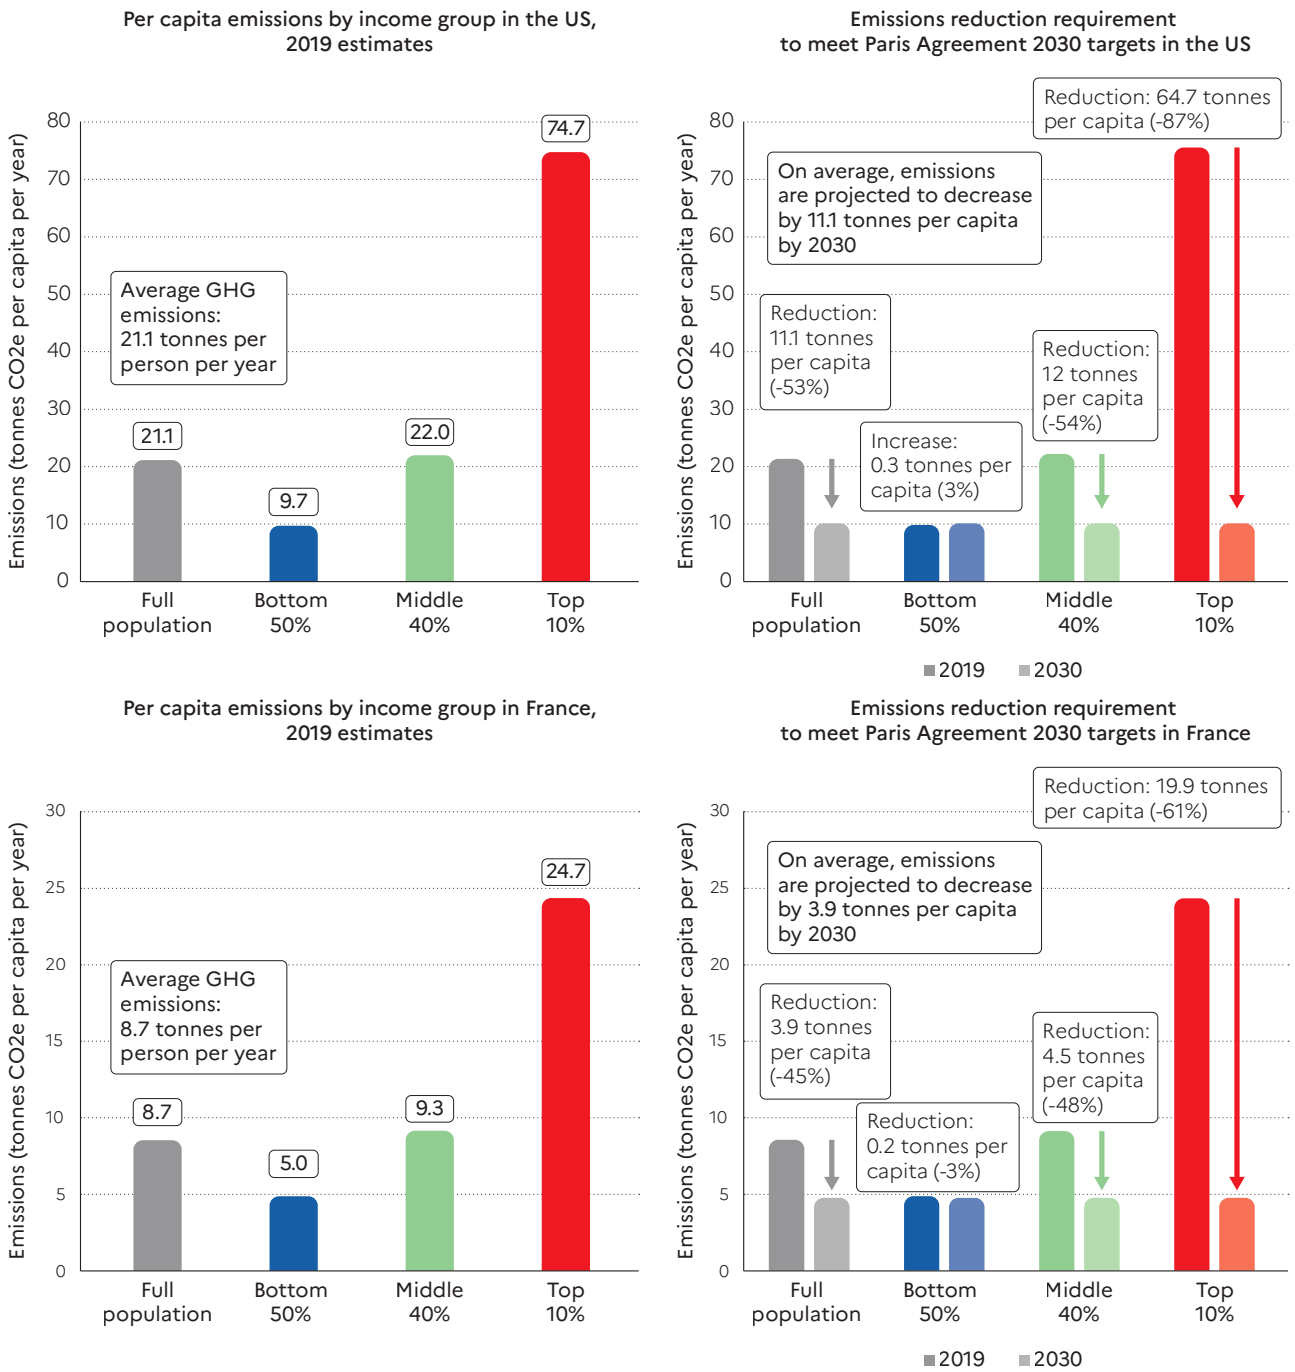 Per capita emissions by income group in the US,
2019 estimates
Emissions (tonnes CO2e per capita per year)
80
70
60
50
40
30
20
10
0
Average GHG
emissions:
21.1 tonnes per
person per year
21.1
9.7
22.0
74.7
Full
population
Bottom
50%
Middle
40%
Top
10%
Emissions reduction requirement
to meet Paris Agreement 2030 targets in the US
Emissions (tonnes CO2e per capita per year)
80
70
60
50
40
30
20
10
0
Reduction: 64.7 tonnes
per capita (-87%)
On average, emissions
are projected to decrease
by 11.1 tonnes per capita
by 2030
Reduction:
11.1 tonnes
per capita
(-53%)
Increase:
0.3 tonnes per
capita (3%)
Reduction:
12 tonnes
per capita
(-54%)
Full
population
Bottom
50%
Middle
40%
Top
10%
2019
2030
Per capita emissions by income group in France,
2019 estimates
Emissions (tonnes CO2e per capita per year)
30
25
20
15
10
5
0
Average GHG
emissions:
8.7 tonnes per
person per year
8.7
5.0
9.3
24.7
Full
population
Bottom
50%
Middle
40%
Top
10%
Emissions reduction requirement
to meet Paris Agreement 2030 targets in France
Emissions (tonnes CO2e per capita per year)
30
25
20
15
10
5
0
Reduction: 19.9 tonnes
per capita (-61%)
On average, emissions
are projected to decrease
by 3.9 tonnes per capita
by 2030
Reduction:
3.9 tonnes
per capita
(-45%)
Reduction:
0.2 tonnes per
capita (-3%)
Reduction:
4.5 tonnes
per capita
(-48%)
Full
population
Bottom
50%
Middle
40%
Top
10%
2019
2030